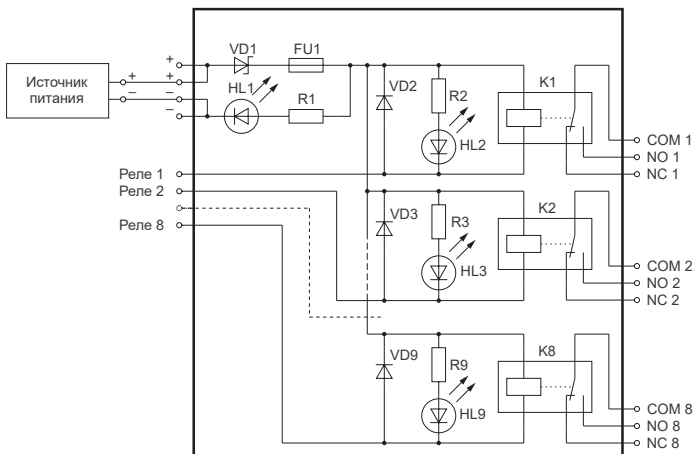 Источник
питания
+
+
+
−
−
−
VD1
FU1
HL1
R1
VD2
R2
HL2
K1
COM 1
NO 1
NC 1
Реле 1
Реле 2
Реле 8
VD3
R3
HL3
K2
COM 2
NO 2
NC 2
VD9
R9
HL9
K8
COM 8
NO 8
NC 8